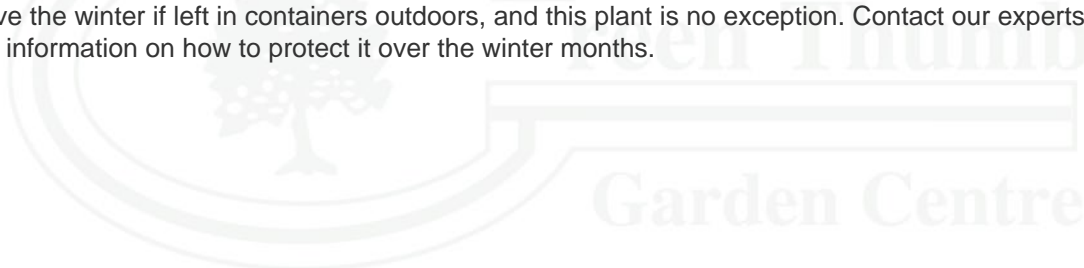 ve the winter if left in containers outdoors, and this plant is no exception. Contact our experts
information on how to protect it over the winter months.
Thumb
Garden Centre